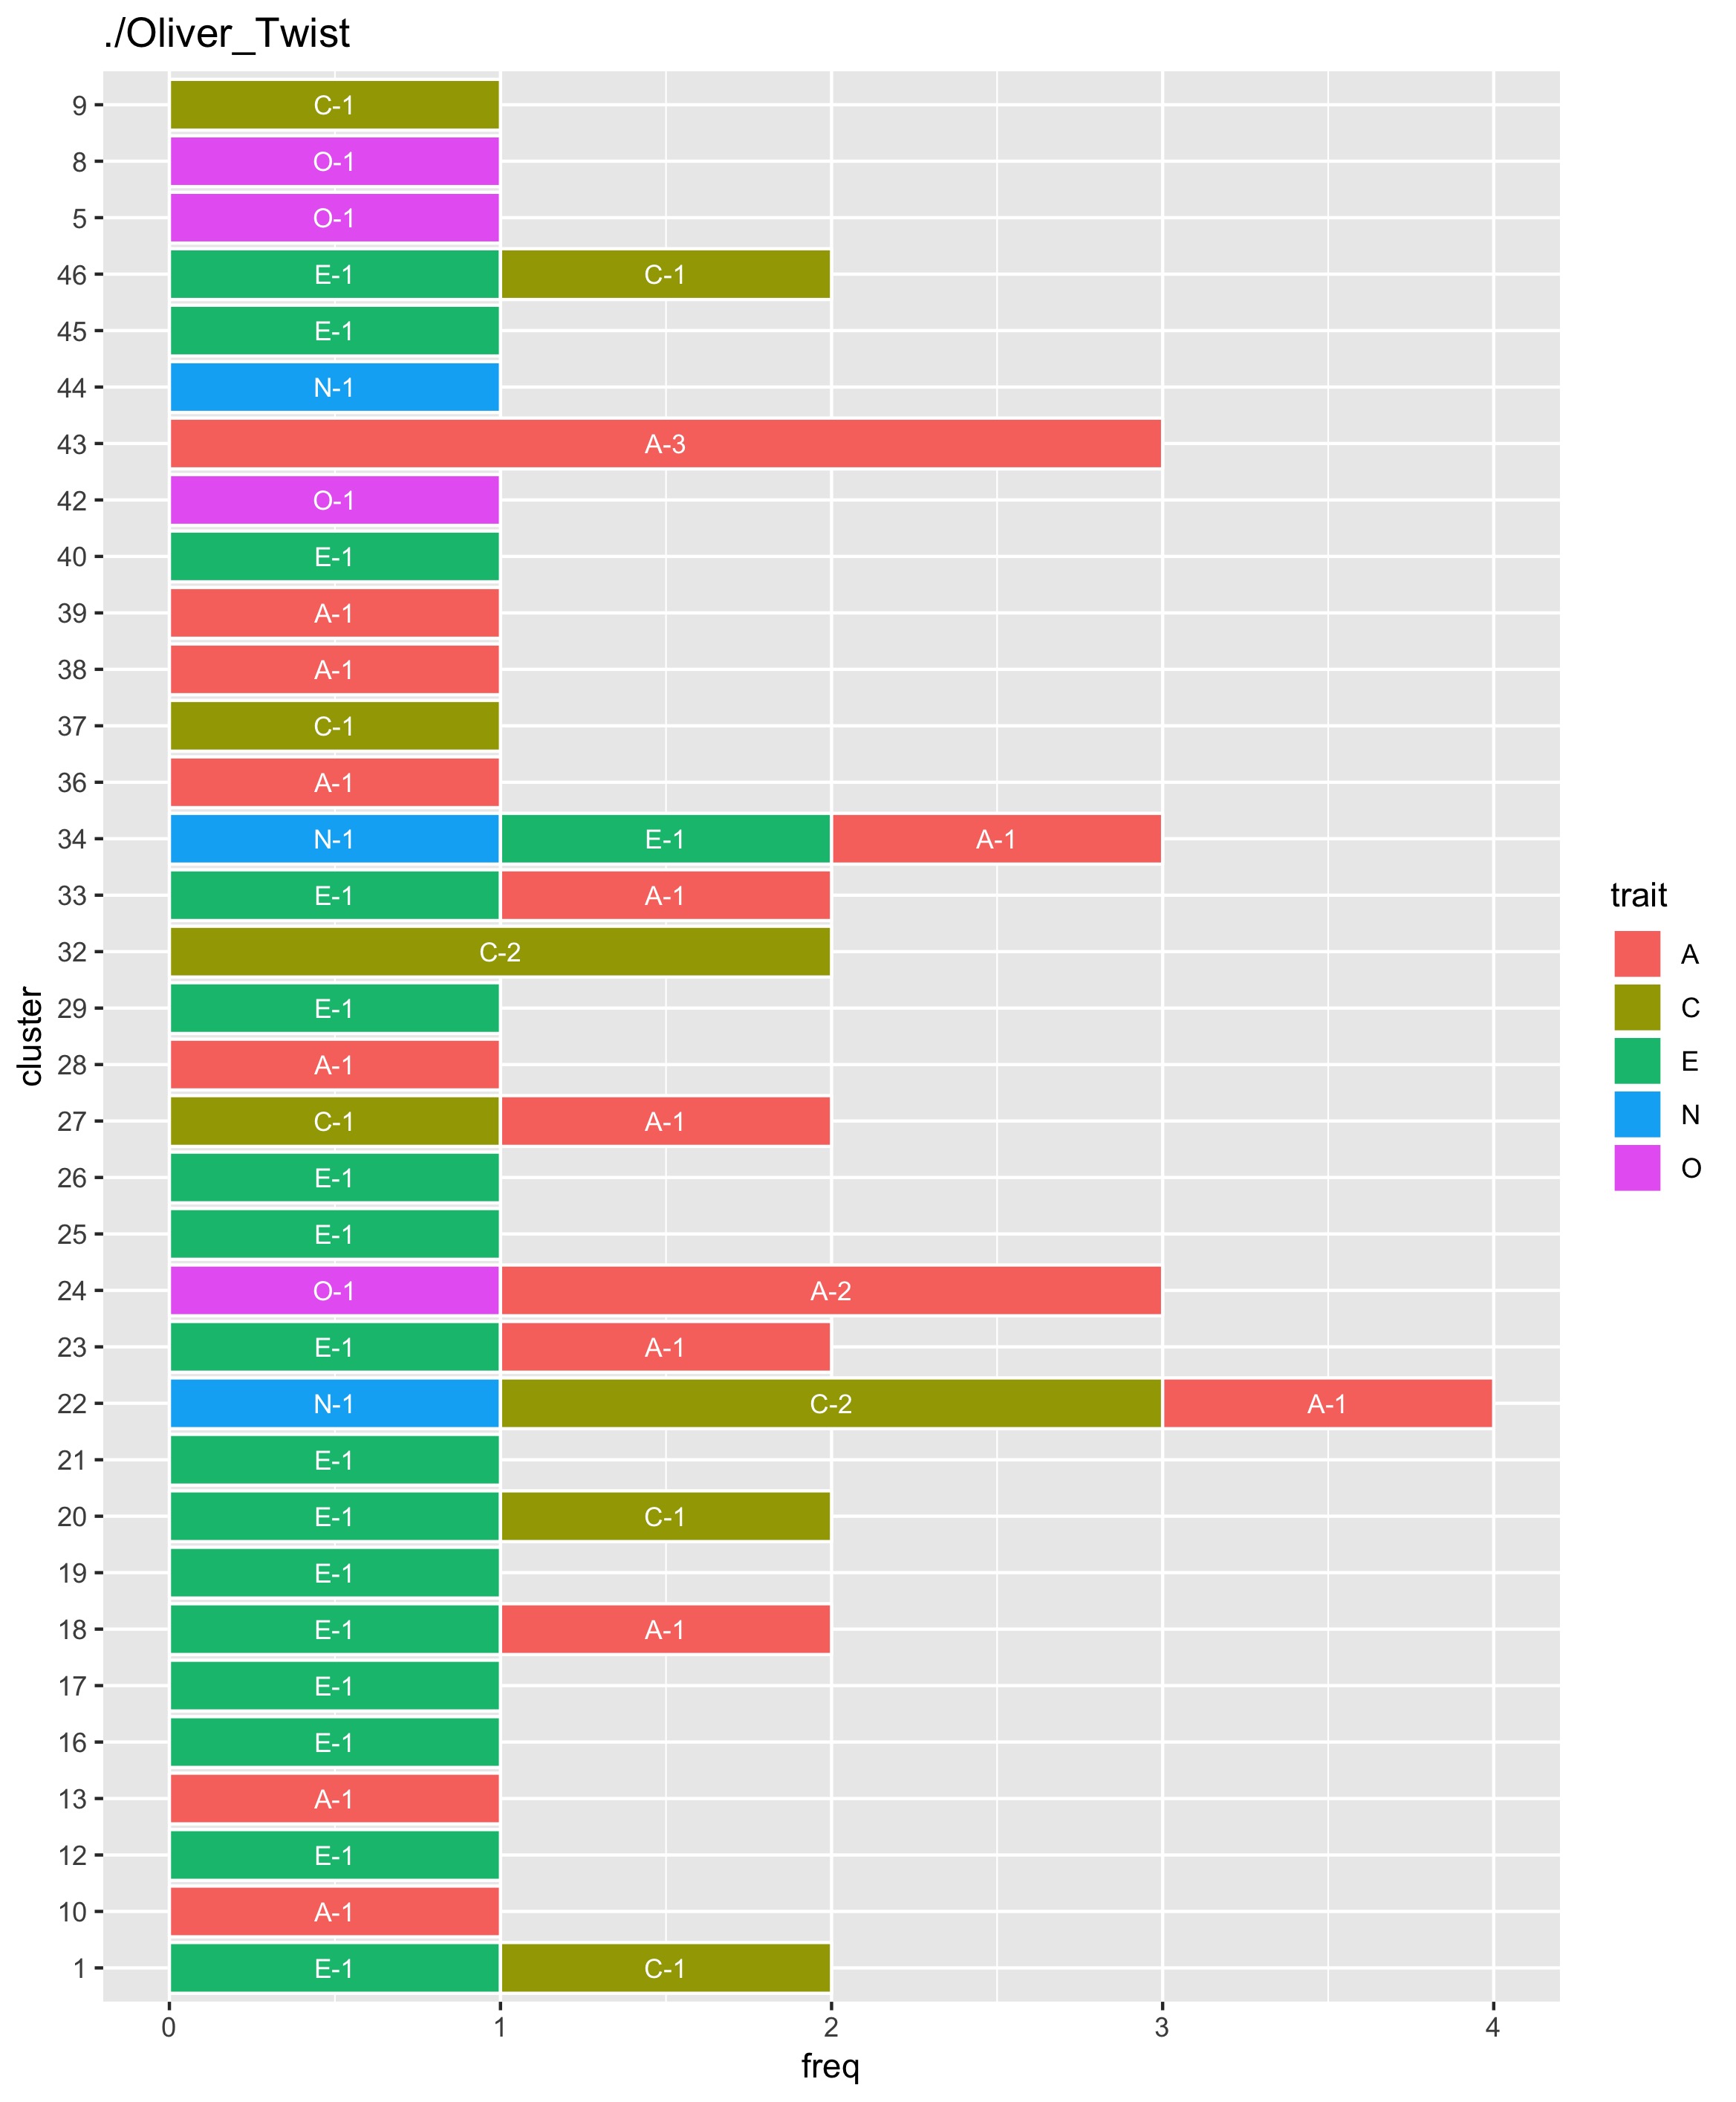 ./Oliver_Twist
9 C-1
8 O-1
5 O-1
46 E-1 C-1
45 E-1
44 N-1
43 A-3
42 O-1
40 E-1
39 A-1
38 A-1
37 C-1
36 A-1
34 N-1 E-1 A-1
33 E-1 A-1
32 C-2
29 E-1
28 A-1
27 C-1 A-1
26 E-1
25 E-1
24 O-1 A-2
23 E-1 A-1
22 N-1 C-2 A-1
21 E-1
20 E-1 C-1
19 E-1
18 E-1 A-1
17 E-1
16 E-1
13 A-1
12 E-1
10 A-1
1 E-1 C-1
0 1 2 3 4
freq
cluster
trait
A
C
E
N
O